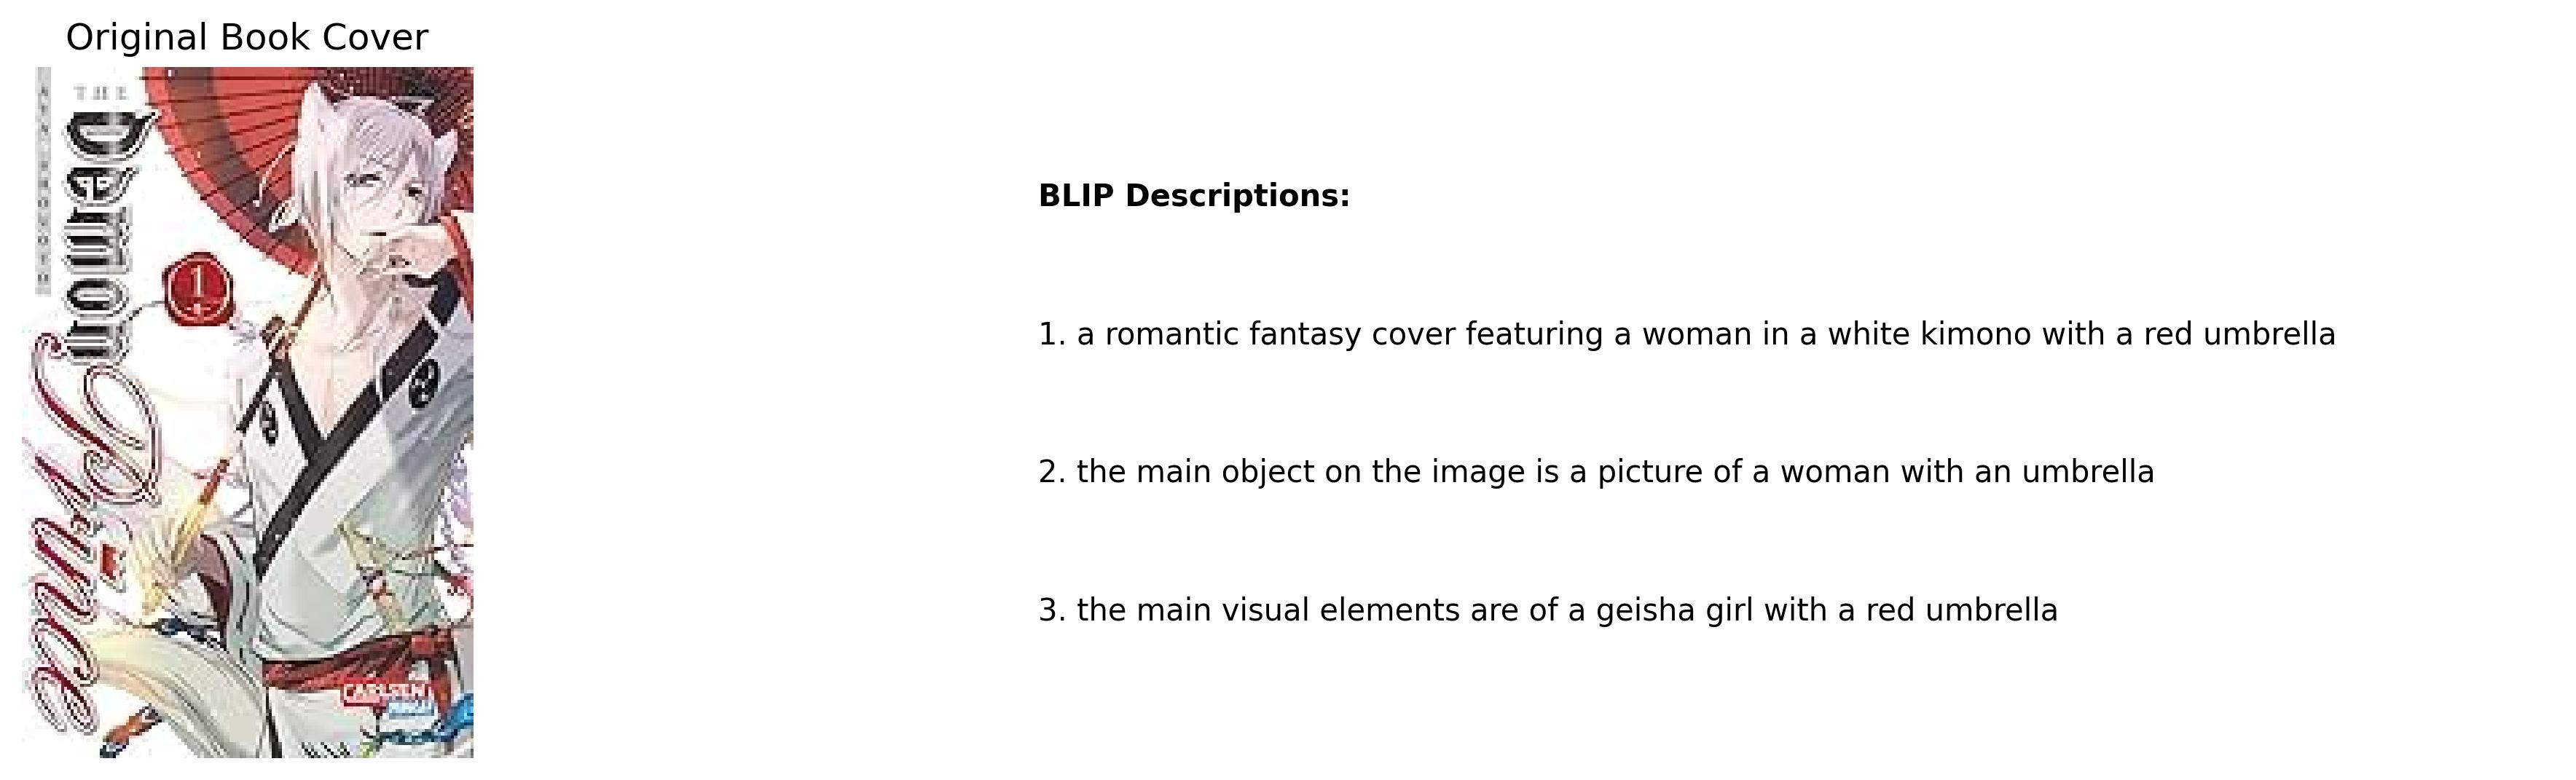 Original Book Cover
AYA SHOUOTO
THE
Demon
Prince
1
CARLSEN
MANGA!
BLIP Descriptions:
1. a romantic fantasy cover featuring a woman in a white kimono with a red umbrella
2. the main object on the image is a picture of a woman with an umbrella
3. the main visual elements are of a geisha girl with a red umbrella